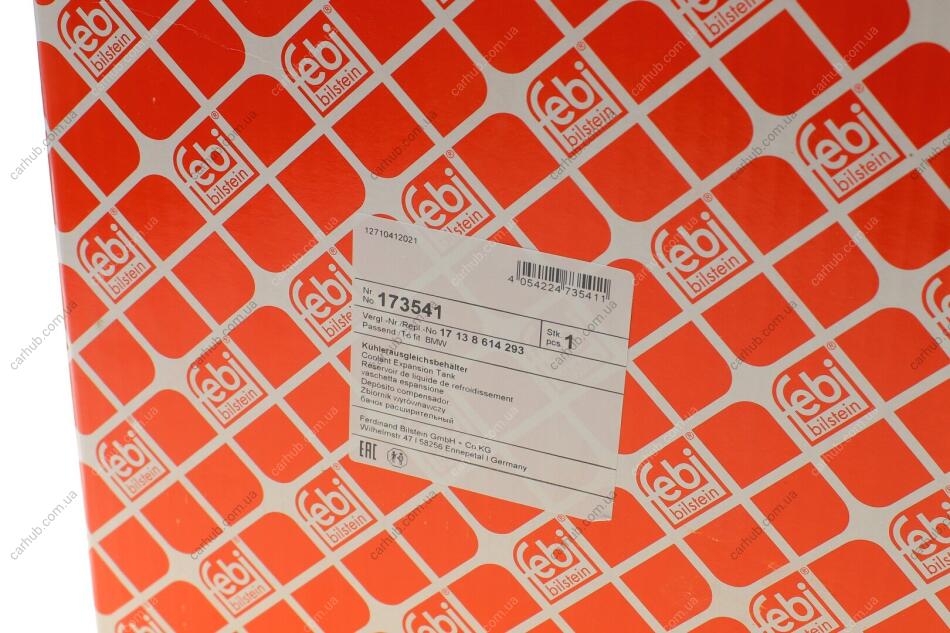 febi
bilstein
12710412021
4 054224 735411
Nr.
No 173541
Vergl.-Nr./Repl.-No 17 13 8 614 293
Passend/To fit BMW
Stk.
pcs. 1
Kühlerausgleichsbehälter
Coolant Expansion Tank
Réservoir de liquide de refroidissement
vaschetta espansione
Depósito compensador
Zbiornik wyrównawczy
бачок расширительный
Ferdinand Bilstein GmbH + Co.KG
Wilhelmstr. 47 I 58256 Ennepetal I Germany
EAC
carhub.com.ua